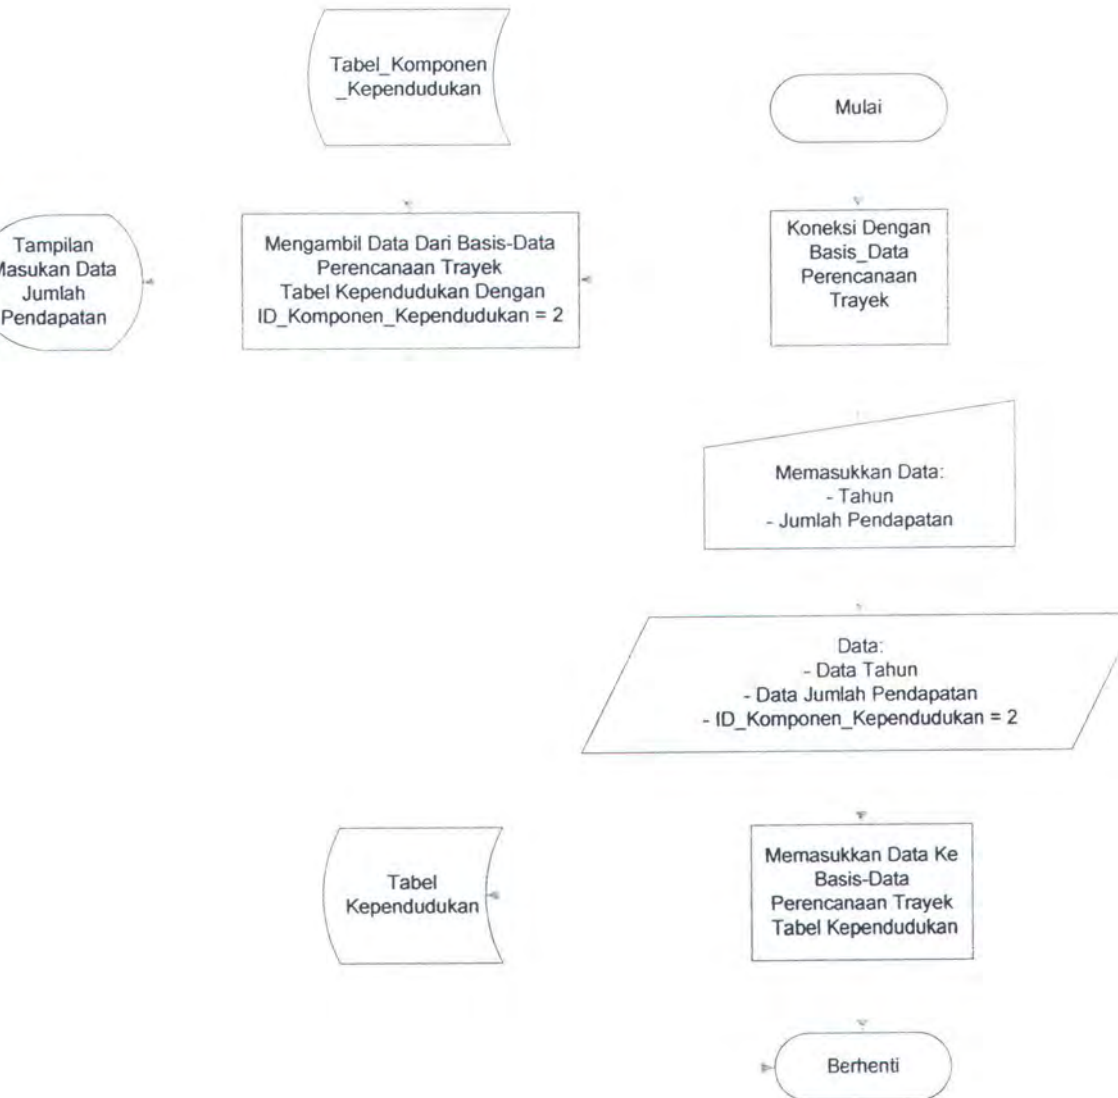 Tabel_Komponen
_Kependudukan
Mulai
Tampilan
Masukan Data
Jumlah
Pendapatan
Mengambil Data Dari Basis-Data
Perencanaan Trayek
Tabel Kependudukan Dengan
ID_Komponen_Kependudukan = 2
Koneksi Dengan
Basis_Data
Perencanaan
Trayek
Memasukkan Data:
- Tahun
- Jumlah Pendapatan
Data:
- Data Tahun
- Data Jumlah Pendapatan
- ID_Komponen_Kependudukan = 2
Tabel
Kependudukan
Memasukkan Data Ke
Basis-Data
Perencanaan Trayek
Tabel Kependudukan
Berhenti